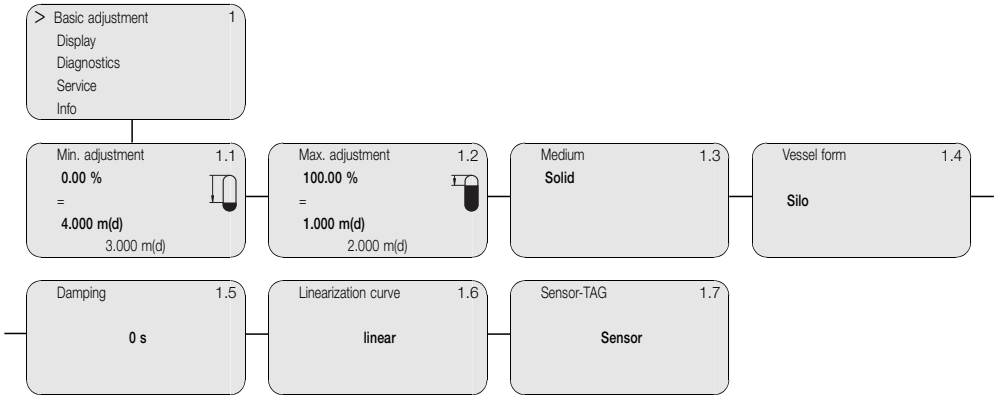 > Basic adjustment 1
Display
Diagnostics
Service
Info
Min. adjustment 1.1
0.00 %
=
4.000 m(d)
3.000 m(d)
Max. adjustment 1.2
100.00 %
=
1.000 m(d)
2.000 m(d)
Medium 1.3
Solid
Vessel form 1.4
Silo
Damping 1.5
0 s
Linearization curve 1.6
linear
Sensor-TAG 1.7
Sensor